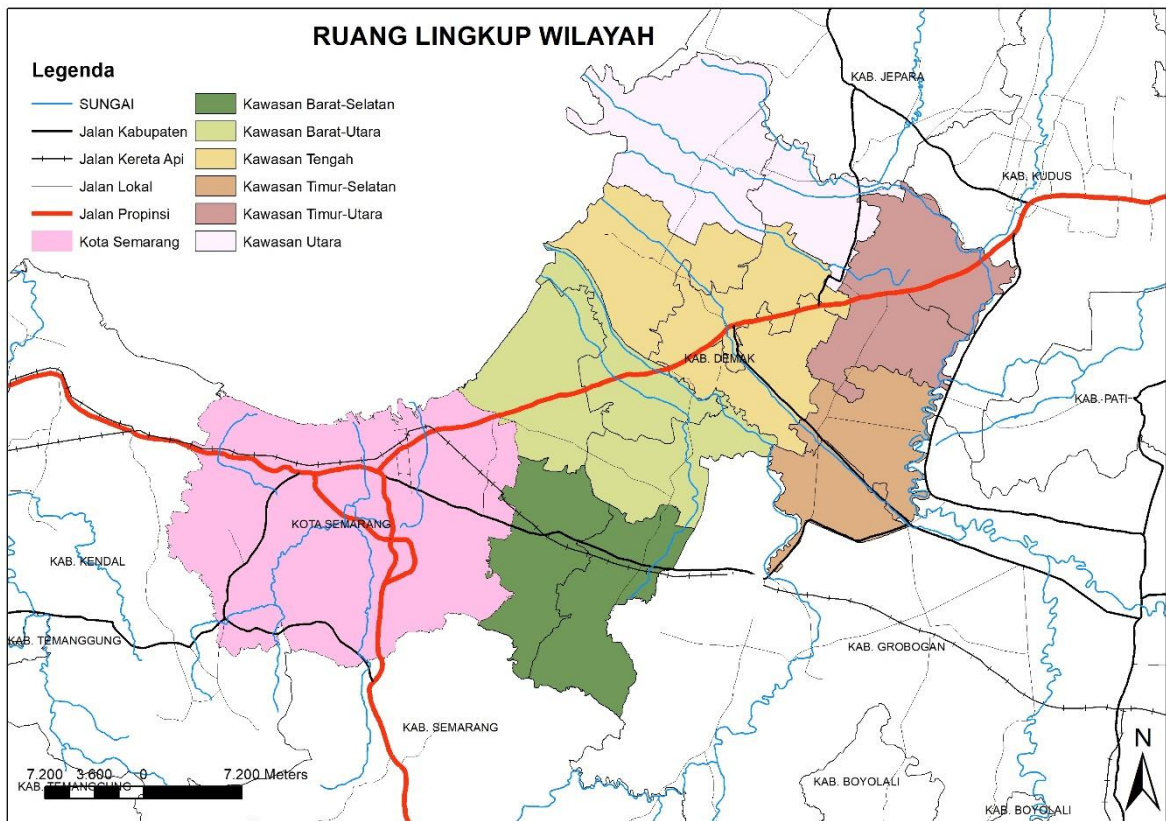 RUANG LINGKUP WILAYAH
Legenda
SUNGAI
Jalan Kabupaten
Jalan Kereta Api
Jalan Lokal
Jalan Propinsi
Kota Semarang
Kawasan Barat-Selatan
Kawasan Barat-Utara
Kawasan Tengah
Kawasan Timur-Selatan
Kawasan Timur-Utara
Kawasan Utara
KAB. JEPARA
KAB. KUDUS
KAB. DEMAK
KAB. PATI
KOTA SEMARANG
KAB. KENDAL
KAB. TEMANGGUNG
KAB. GROBOGAN
KAB. SEMARANG
N
7.200 3.600 0 7.200 Meters
KAB. TEMANGGUNG
KAB. BOYOLALI
KAB. BOYOLALI